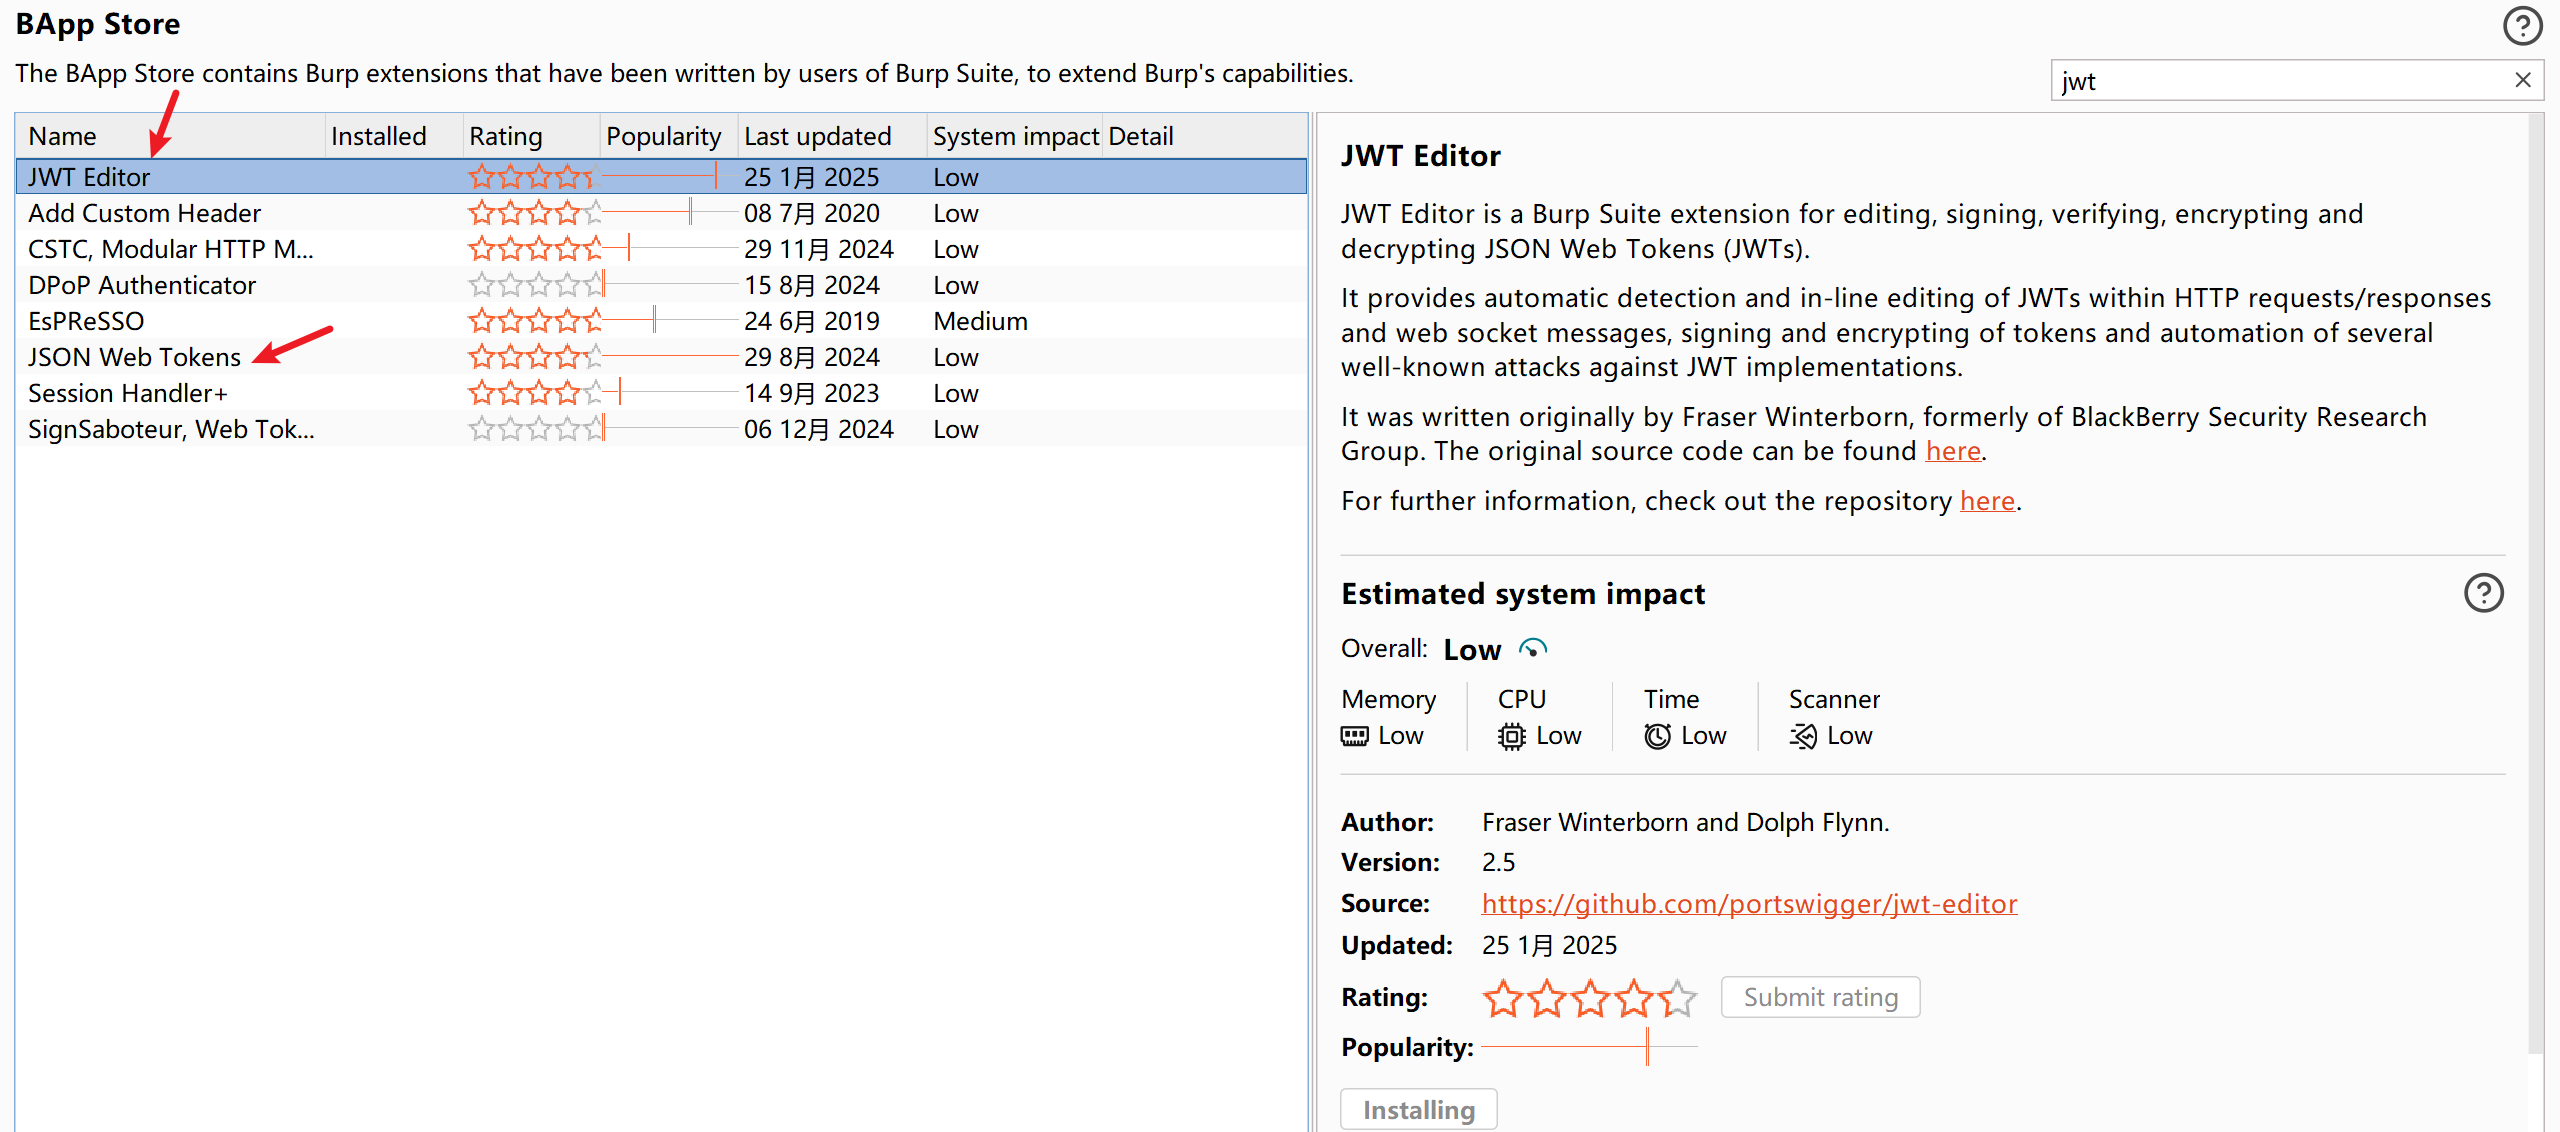 BApp Store
The BApp Store contains Burp extensions that have been written by users of Burp Suite, to extend Burp's capabilities.
jwt
Name Installed Rating Popularity Last updated System impact Detail
JWT Editor 25 1月 2025 Low
Add Custom Header 08 7月 2020 Low
CSTC, Modular HTTP M... 29 11月 2024 Low
DPoP Authenticator 15 8月 2024 Low
EsPReSSO 24 6月 2019 Medium
JSON Web Tokens 29 8月 2024 Low
Session Handler+ 14 9月 2023 Low
SignSaboteur, Web Tok... 06 12月 2024 Low
JWT Editor
JWT Editor is a Burp Suite extension for editing, signing, verifying, encrypting and
decrypting JSON Web Tokens (JWTs).
It provides automatic detection and in-line editing of JWTs within HTTP requests/responses
and web socket messages, signing and encrypting of tokens and automation of several
well-known attacks against JWT implementations.
It was written originally by Fraser Winterborn, formerly of BlackBerry Security Research
Group. The original source code can be found here.
For further information, check out the repository here.
Estimated system impact
Overall: Low
Memory CPU Time Scanner
Low Low Low Low
Author: Fraser Winterborn and Dolph Flynn.
Version: 2.5
Source: https://github.com/portswigger/jwt-editor
Updated: 25 1月 2025
Rating: Submit rating
Popularity:
Installing